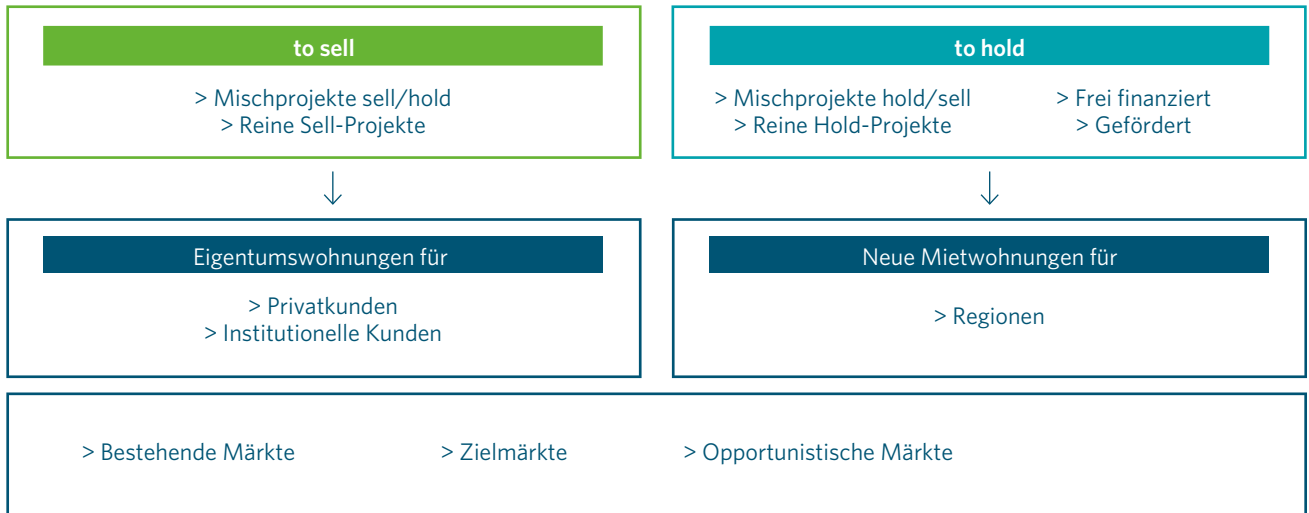 to sell
> Mischprojekte sell/hold
> Reine Sell-Projekte
to hold
> Mischprojekte hold/sell
> Reine Hold-Projekte
> Frei finanziert
> Gefördert
Eigentumswohnungen für
> Privatkunden
> Institutionelle Kunden
Neue Mietwohnungen für
> Regionen
> Bestehende Märkte
> Zielmärkte
> Opportunistische Märkte